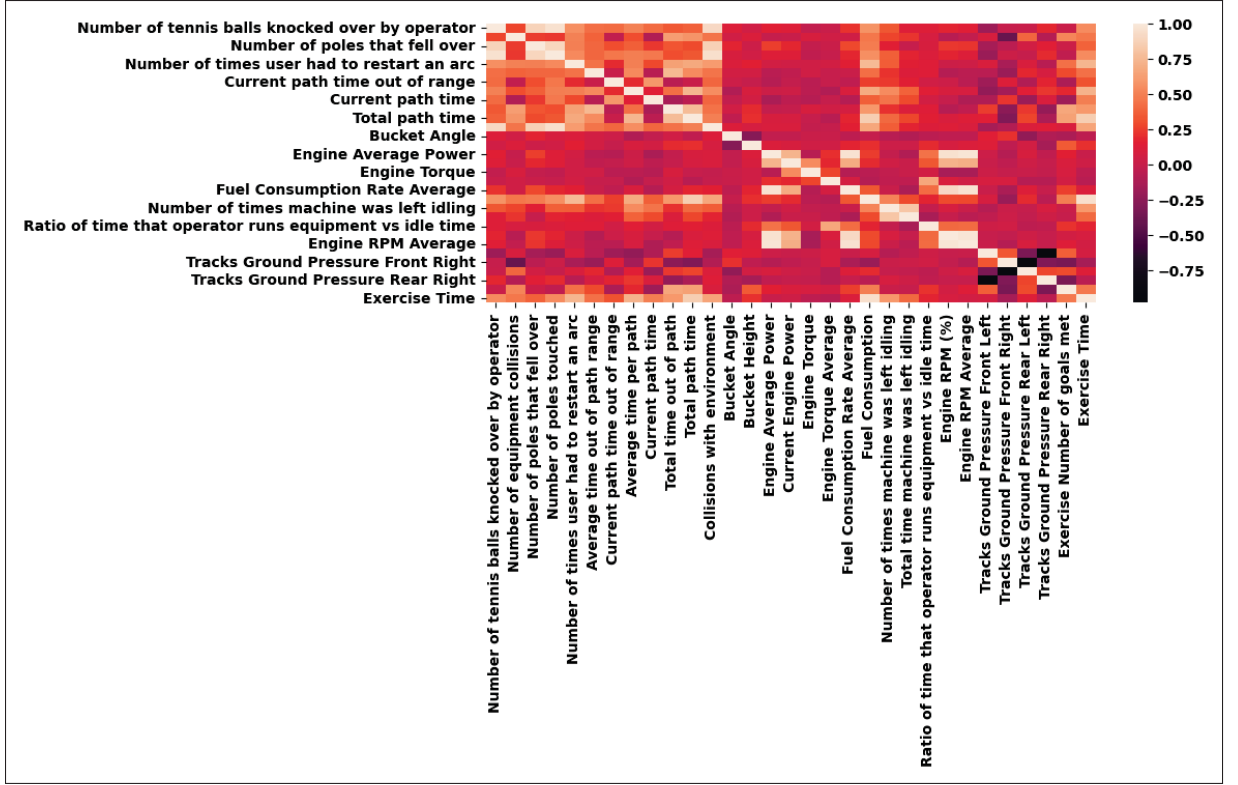 Number of tennis balls knocked over by operator
Number of poles that fell over
Number of times user had to restart an arc
Current path time out of range
Current path time
Total path time
Bucket Angle
Engine Average Power
Engine Torque
Fuel Consumption Rate Average
Number of times machine was left idling
Ratio of time that operator runs equipment vs idle time
Engine RPM Average
Tracks Ground Pressure Front Right
Tracks Ground Pressure Rear Right
Exercise Time
Number of tennis balls knocked over by operator
Number of equipment collisions
Number of poles that fell over
Number of poles touched
Number of times user had to restart an arc
Average time out of path range
Current path time out of range
Average time per path
Current path time
Total time out of path
Total path time
Collisions with environment
Bucket Angle
Bucket Height
Engine Average Power
Current Engine Power
Engine Torque
Engine Torque Average
Fuel Consumption Rate Average
Fuel Consumption
Number of times machine was left idling
Total time machine was left idling
Ratio of time that operator runs equipment vs idle time
Engine RPM (%)
Engine RPM Average
Tracks Ground Pressure Front Left
Tracks Ground Pressure Front Right
Tracks Ground Pressure Rear Left
Tracks Ground Pressure Rear Right
Exercise Number of goals met
Exercise Time
1.00
0.75
0.50
0.25
0.00
−0.25
−0.50
−0.75